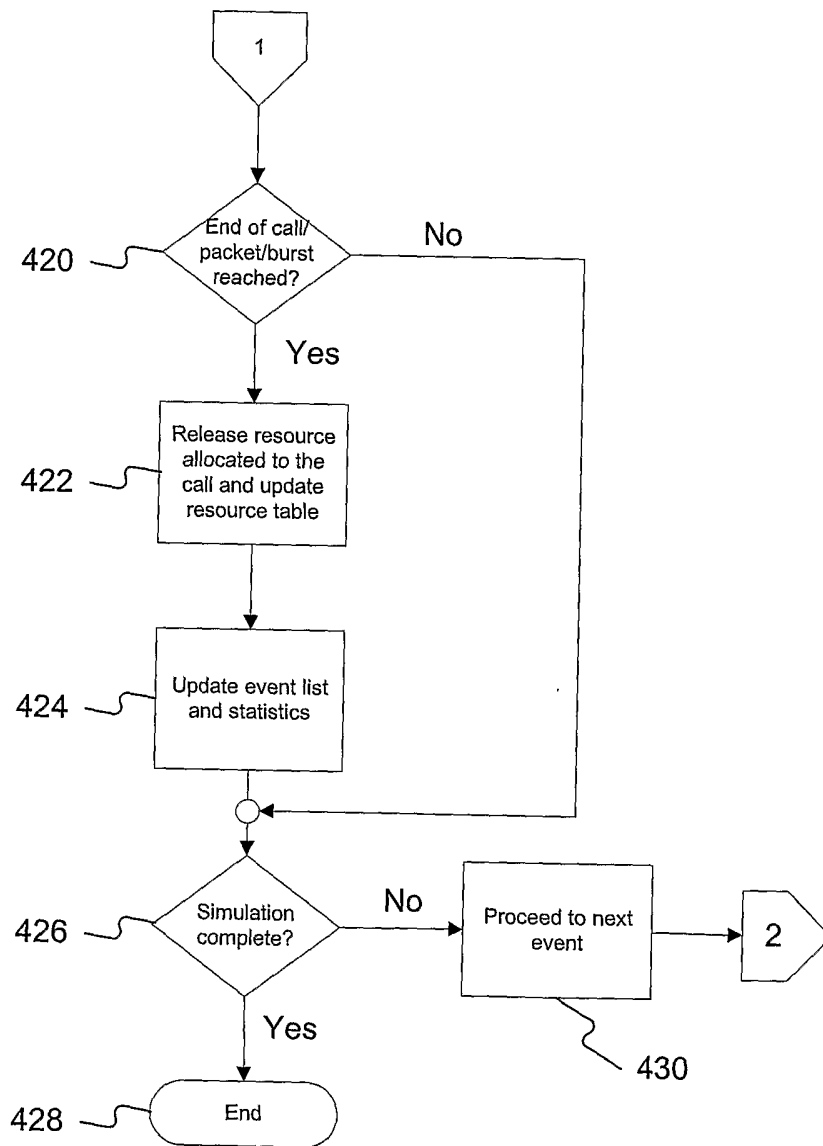 1
End of call/
packet/burst
reached?
No
420
Yes
Release resource
allocated to the
call and update
resource table
422
Update event list
and statistics
424
Simulation
complete?
No
Proceed to next
event
2
426
Yes
430
End
428